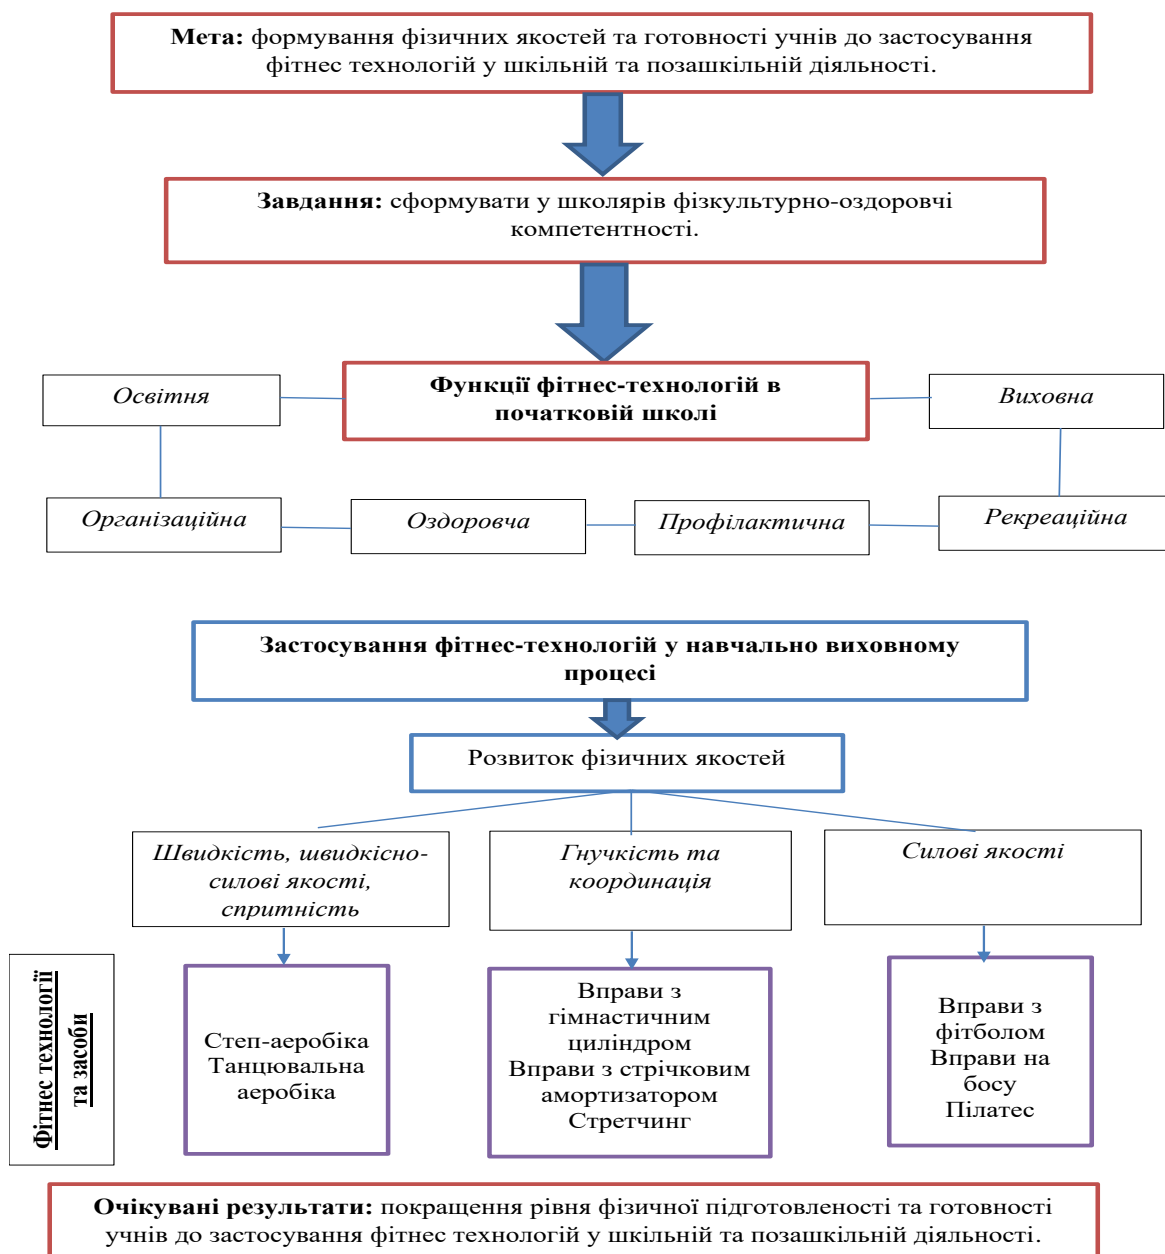 Мета: формування фізичних якостей та готовності учнів до застосування
фітнес технологій у шкільній та позашкільній діяльності.
Завдання: сформувати у школярів фізкультурно-оздоровчі
компетентності.
Функції фітнес-технологій в
початковій школі
Освітня
Виховна
Організаційна
Оздоровча
Профілактична
Рекреаційна
Застосування фітнес-технологій у навчально виховному
процесі
Розвиток фізичних якостей
Швидкість, швидкісно-
силові якості,
спритність
Гнучкість та
координація
Силові якості
Фітнес технології
та засоби
Степ-аеробіка
Танцювальна
аеробіка
Вправи з
гімнастичним
циліндром
Вправи з стрічковим
амортизатором
Стретчинг
Вправи з
фітболом
Вправи на
босу
Пілатес
Очікувані результати: покращення рівня фізичної підготовленості та готовності
учнів до застосування фітнес технологій у шкільній та позашкільній діяльності.